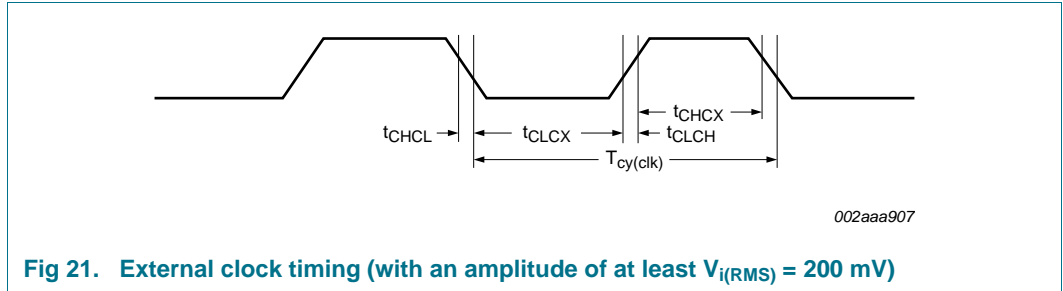 tCHCX
tCHCL tCLCX tCLCH
Tcy(clk)
002aaa907
Fig 21. External clock timing (with an amplitude of at least Vi(RMS) = 200 mV)